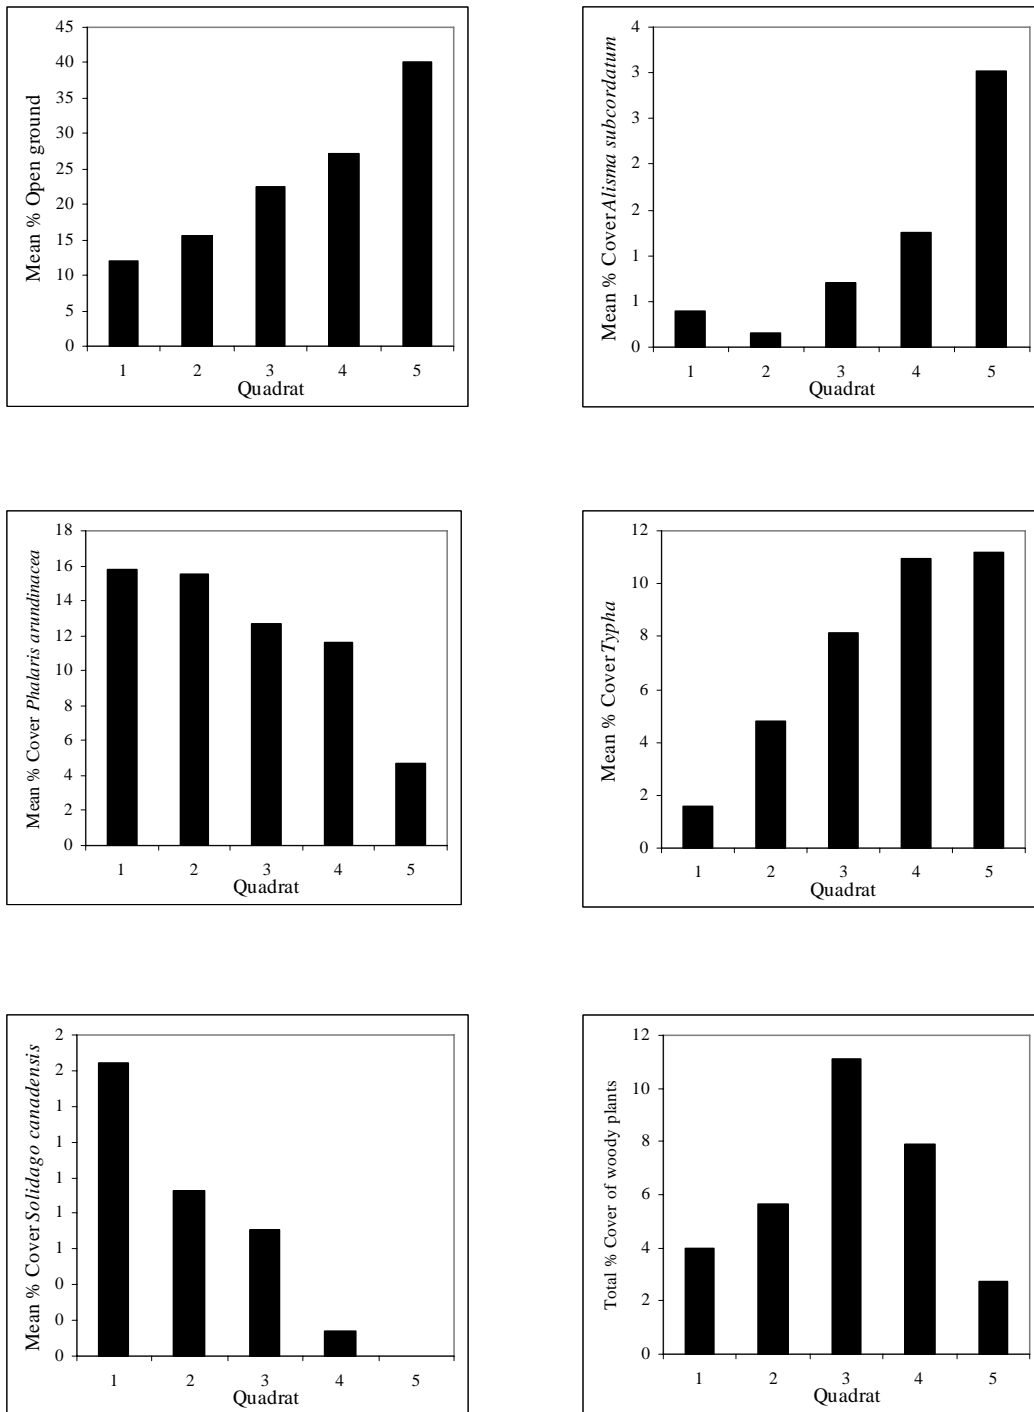 Mean % Open ground
45
40
35
30
25
20
15
10
5
0
1 2 3 4 5
Quadrat
Mean % Cover Alisma subcordatum
4
3
3
2
2
1
1
0
1 2 3 4 5
Quadrat
Mean % Cover Phalaris arundinacea
18
16
14
12
10
8
6
4
2
0
1 2 3 4 5
Quadrat
Mean % Cover Typha
12
10
8
6
4
2
0
1 2 3 4 5
Quadrat
Mean % Cover Solidago canadensis
2
2
1
1
1
1
1
0
0
0
1 2 3 4 5
Quadrat
Total % Cover of woody plants
12
10
8
6
4
2
0
1 2 3 4 5
Quadrat